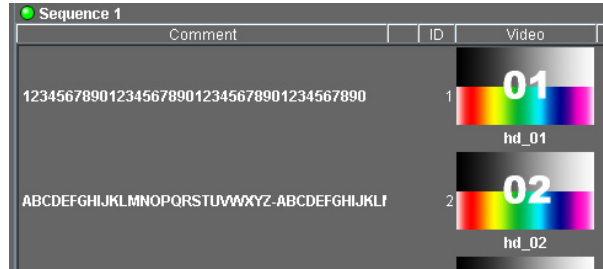 Sequence 1
Comment ID Video
1234567890123456789012345678901234567890 1 01
hd_01
ABCDEFGHIJKLMNOPQRSTUVWXYZ-ABCDEFGHIJKL 2 02
hd_02